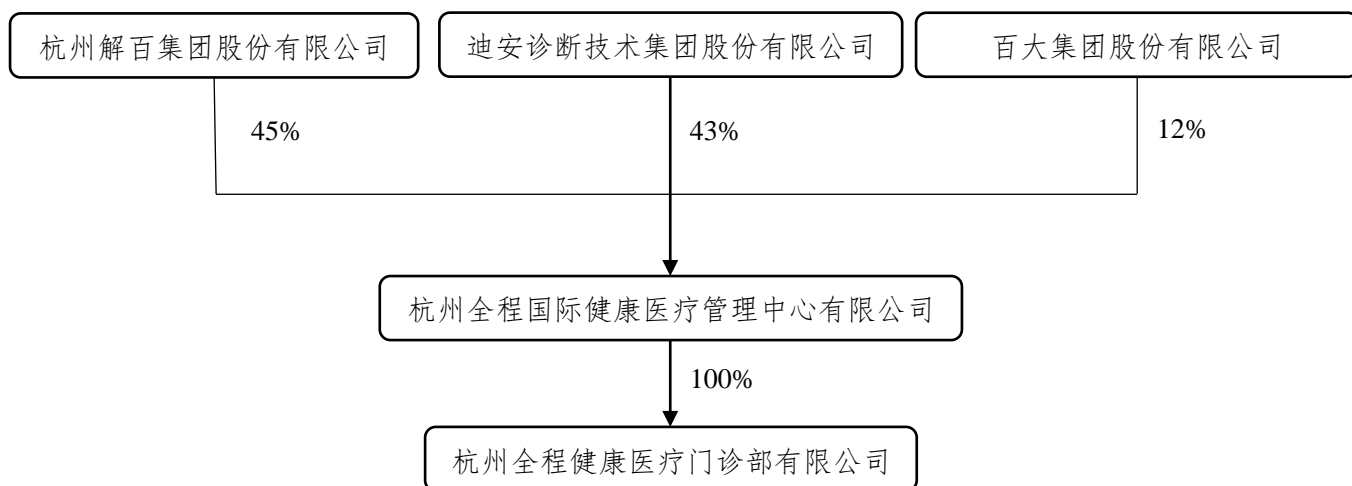 杭州解百集团股份有限公司
迪安诊断技术集团股份有限公司
百大集团股份有限公司
45%
43%
12%
杭州全程国际健康医疗管理中心有限公司
100%
杭州全程健康医疗门诊部有限公司